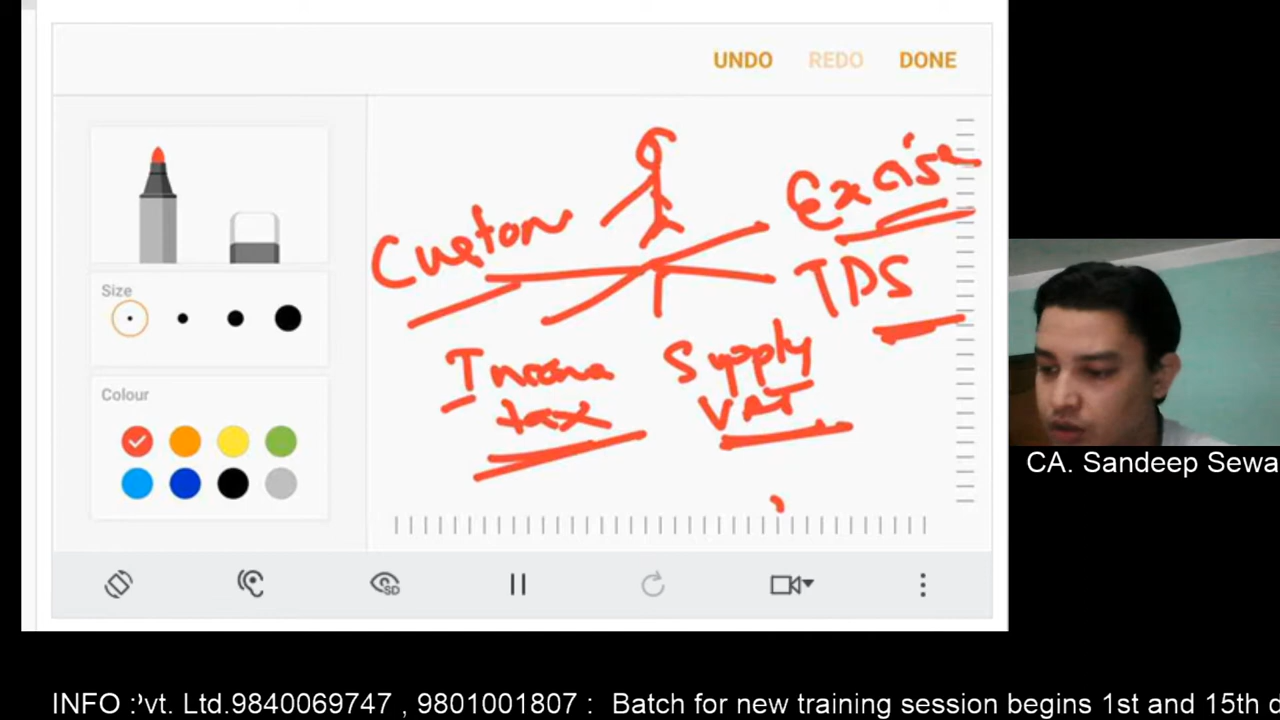 UNDO REDO DONE
Excise
Custom
TDS
Size
Income Supply
tax VAT
Colour
SD
CA. Sandeep Sewa
INFO :
vt. Ltd.9840069747 , 9801001807 : Batch for new training session begins 1st and 15th